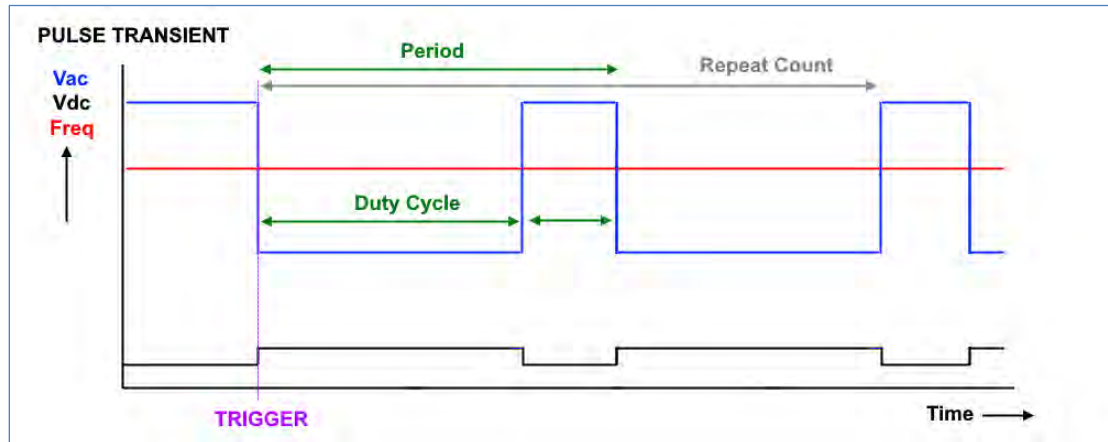 PULSE TRANSIENT
Period
Vac
Repeat Count
Vdc
Freq
Duty Cycle
TRIGGER
Time